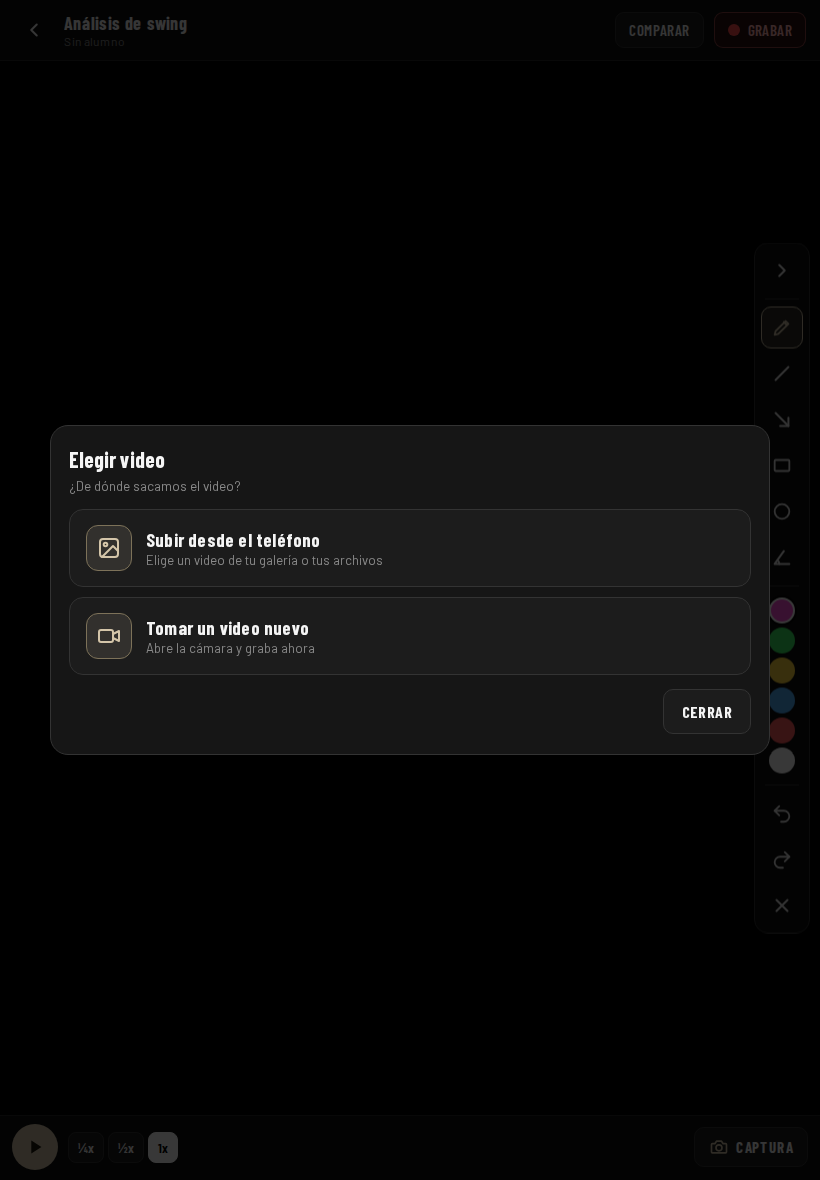 Análisis de swing
Sin alumno
COMPARAR
GRABAR
Elegir video
¿De dónde sacamos el video?
Subir desde el teléfono
Elige un video de tu galería o tus archivos
Tomar un video nuevo
Abre la cámara y graba ahora
CERRAR
¼x
½x
1x
CAPTURA